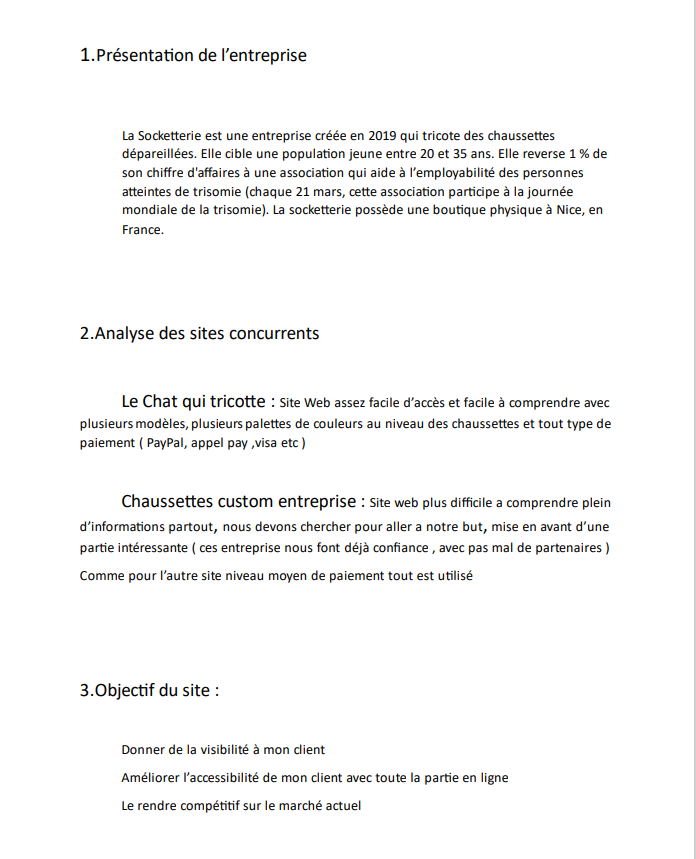 1.Présentation de l’entreprise
La Socketterie est une entreprise créée en 2019 qui tricote des chaussettes
dépareillées. Elle cible une population jeune entre 20 et 35 ans. Elle reverse 1 % de
son chiffre d'affaires à une association qui aide à l’employabilité des personnes
atteintes de trisomie (chaque 21 mars, cette association participe à la journée
mondiale de la trisomie). La socketterie possède une boutique physique à Nice, en
France.
2.Analyse des sites concurrents
Le Chat qui tricotte : Site Web assez facile d’accès et facile à comprendre avec
plusieurs modèles, plusieurs palettes de couleurs au niveau des chaussettes et tout type de
paiement ( PayPal, appel pay ,visa etc )
Chaussettes custom entreprise : Site web plus difficile a comprendre plein
d’informations partout, nous devons chercher pour aller a notre but, mise en avant d’une
partie intéressante ( ces entreprise nous font déjà confiance , avec pas mal de partenaires )
Comme pour l’autre site niveau moyen de paiement tout est utilisé
3.Objectif du site :
Donner de la visibilité à mon client
Améliorer l’accessibilité de mon client avec toute la partie en ligne
Le rendre compétitif sur le marché actuel